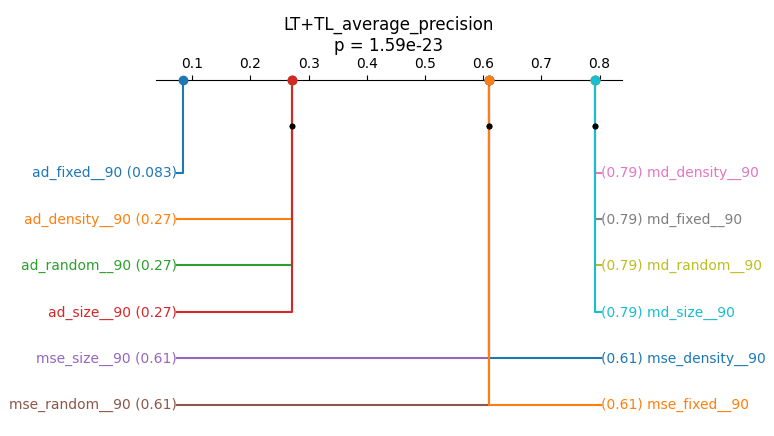 LT+TL_average_precision
p = 1.59e-23
0.1 0.2 0.3 0.4 0.5 0.6 0.7 0.8
ad_fixed__90 (0.083)
(0.79) md_density__90
ad_density__90 (0.27)
(0.79) md_fixed__90
ad_random__90 (0.27)
(0.79) md_random__90
ad_size__90 (0.27)
(0.79) md_size__90
mse_size__90 (0.61)
(0.61) mse_density__90
mse_random__90 (0.61)
(0.61) mse_fixed__90